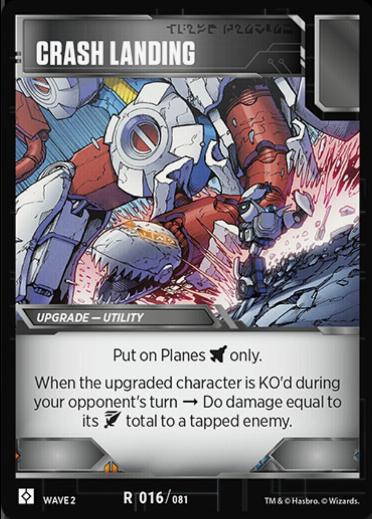 CRASH LANDING
UPGRADE — UTILITY
Put on Planes only.
When the upgraded character is KO'd during
your opponent's turn → Do damage equal to
its total to a tapped enemy.
WAVE 2 R 016/081 TM & © Hasbro. © Wizards.